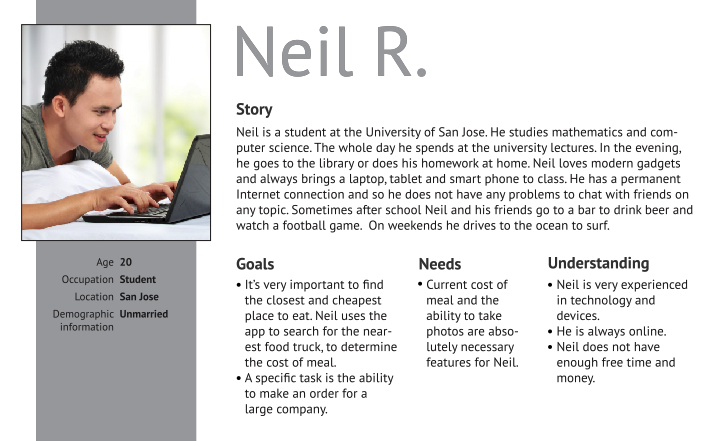 Neil R.
Story
Neil is a student at the University of San Jose. He studies mathematics and com-
puter science. The whole day he spends at the university lectures. In the evening,
he goes to the library or does his homework at home. Neil loves modern gadgets
and always brings a laptop, tablet and smart phone to class. He has a permanent
Internet connection and so he does not have any problems to chat with friends on
any topic. Sometimes after school Neil and his friends go to a bar to drink beer and
watch a football game. On weekends he drives to the ocean to surf.
Age 20
Occupation Student
Location San Jose
Demographic Unmarried
information
Goals
• It's very important to find
the closest and cheapest
place to eat. Neil uses the
app to search for the near-
est food truck, to determine
the cost of meal.
• A specific task is the ability
to make an order for a
large company.
Needs
• Current cost of
meal and the
ability to take
photos are abso-
lutely necessary
features for Neil.
Understanding
• Neil is very experienced
in technology and
devices.
• He is always online.
• Neil does not have
enough free time and
money.